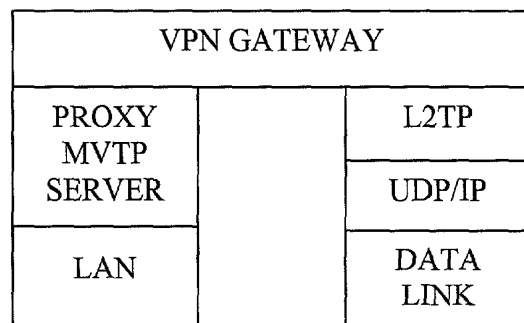 VPN GATEWAY
PROXY
MVTP
SERVER
LAN
L2TP
UDP/IP
DATA
LINK